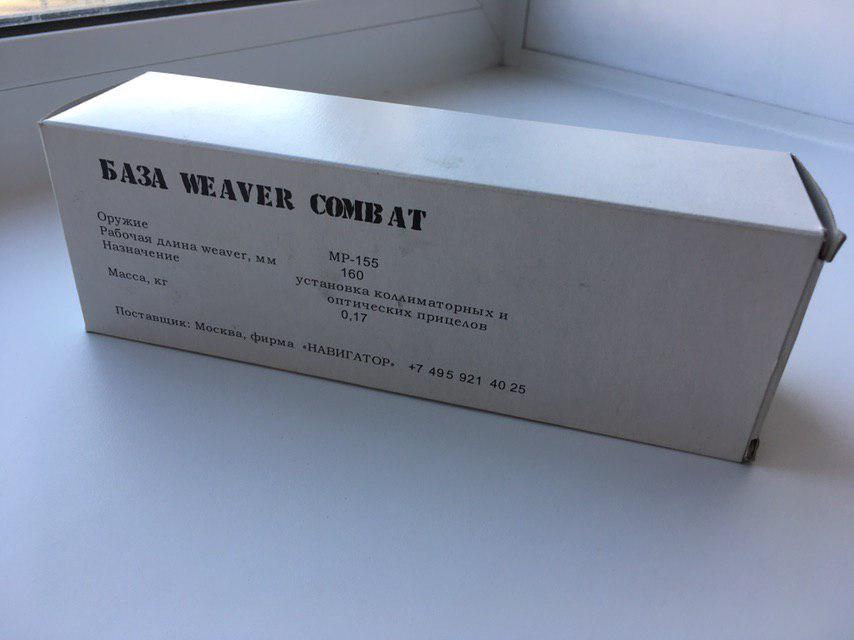 БАЗА WEAVER COMBAT
Оружие МР-155
Рабочая длина weaver, мм 160
Назначение установка коллиматорных и
оптических прицелов
Масса, кг 0,17
Поставщик: Москва, фирма «НАВИГАТОР» +7 495 921 40 25